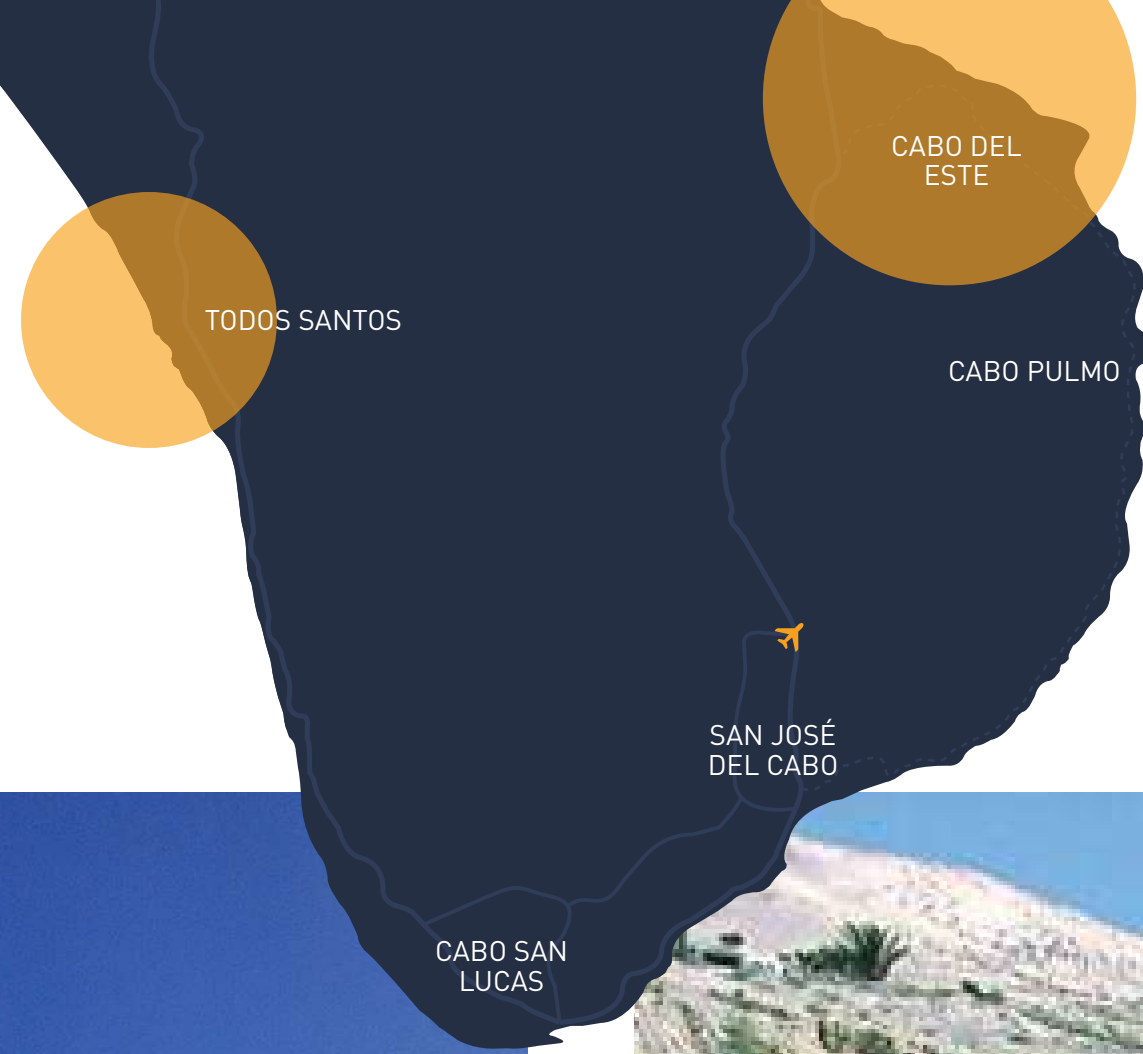 CABO DEL
ESTE
TODOS SANTOS
CABO PULMO
SAN JOSÉ
DEL CABO
CABO SAN
LUCAS